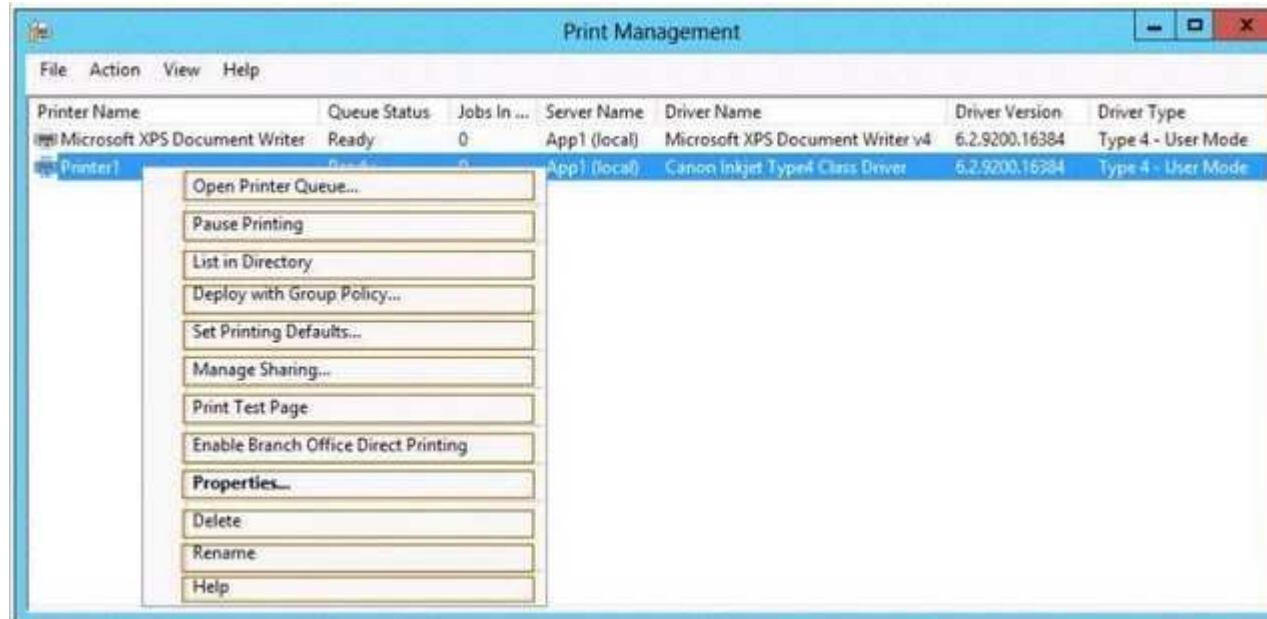 Print Management
File Action View Help
Printer Name Queue Status Jobs In ... Server Name Driver Name Driver Version Driver Type
Microsoft XPS Document Writer Ready 0 App1 (local) Microsoft XPS Document Writer v4 6.2.9200.16384 Type 4 - User Mode
Printer1 Ready 0 App1 (local) Canon Inkjet Type4 Class Driver 6.2.9200.16384 Type 4 - User Mode
Open Printer Queue...
Pause Printing
List in Directory
Deploy with Group Policy...
Set Printing Defaults...
Manage Sharing...
Print Test Page
Enable Branch Office Direct Printing
Properties...
Delete
Rename
Help